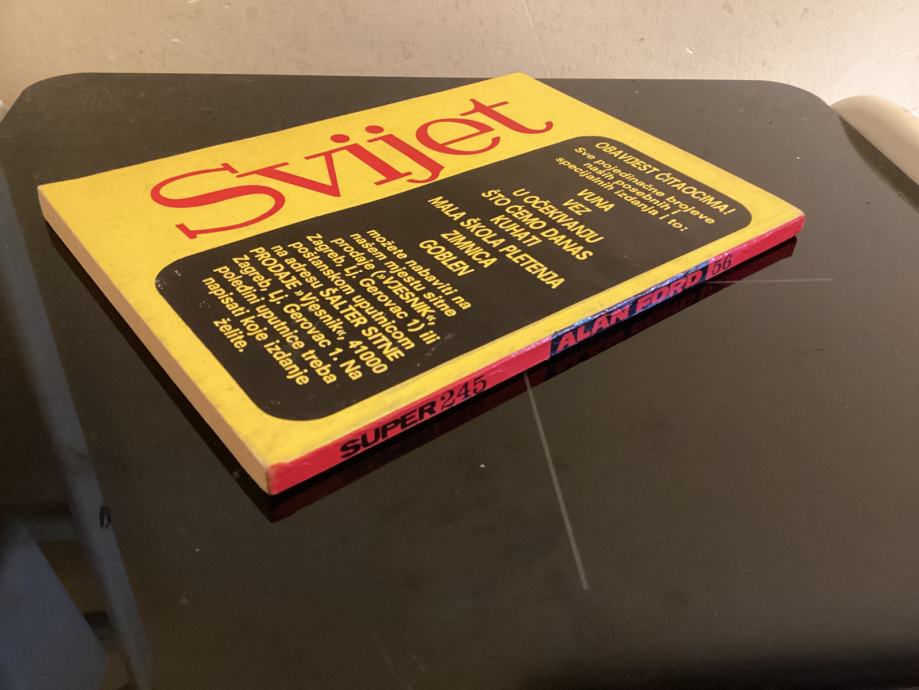 Svijet
OBAVIJEST ČITAOCIMA!
Sve pojedinačne brojeve
naših posebnih i
specijalnih izdanja i to:
VUNA
VEZ
U OČEKIVANJU
ŠTO ĆEMO DANAS
KUHATI
MALA ŠKOLA PLETENJA
ZIMNICA
GOBLEN
možete nabaviti na
našem mjestu sitne
prodaje (»VJESNIK«,
Zagreb, Lj. Gerovac 1) ili
poštanskom uputnicom
na adresu ŠALTER SITNE
PRODAJE »Vjesnik«, 41000
Zagreb, Lj. Gerovac 1. Na
poleđini uputnice treba
napisati koje izdanje
želite.
SUPER 245
ALAN FORD 56